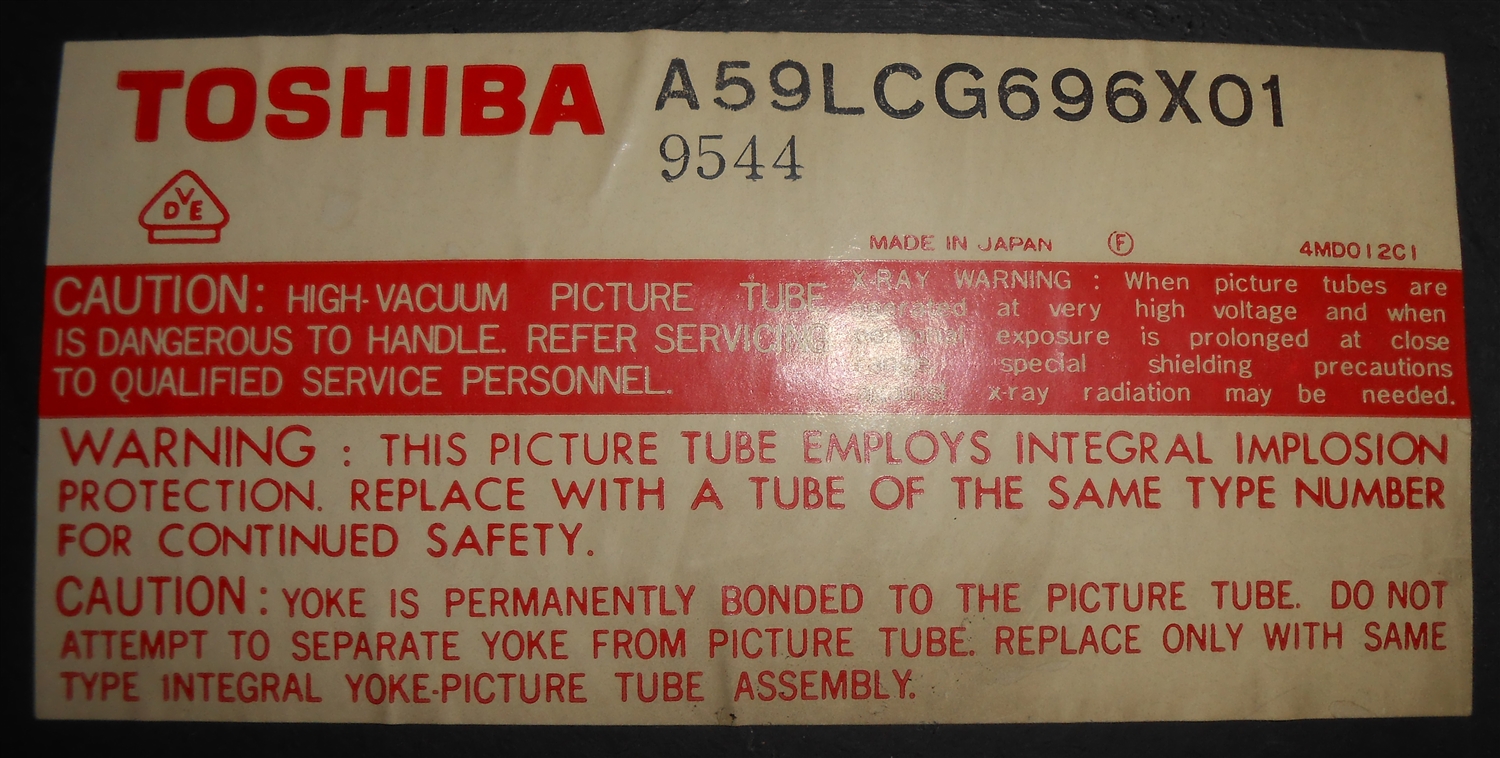 TOSHIBA A59LCG696X01
9544
VDE
MADE IN JAPAN F 4MD012C1
CAUTION: HIGH-VACUUM PICTURE TUBE
IS DANGEROUS TO HANDLE. REFER SERVICING
TO QUALIFIED SERVICE PERSONNEL.
X-RAY WARNING : When picture tubes are
operated at very high voltage and when
exposure is prolonged at close
special shielding precautions
x-ray radiation may be needed.
WARNING : THIS PICTURE TUBE EMPLOYS INTEGRAL IMPLOSION
PROTECTION. REPLACE WITH A TUBE OF THE SAME TYPE NUMBER
FOR CONTINUED SAFETY.
CAUTION : YOKE IS PERMANENTLY BONDED TO THE PICTURE TUBE. DO NOT
ATTEMPT TO SEPARATE YOKE FROM PICTURE TUBE. REPLACE ONLY WITH SAME
TYPE INTEGRAL YOKE-PICTURE TUBE ASSEMBLY.